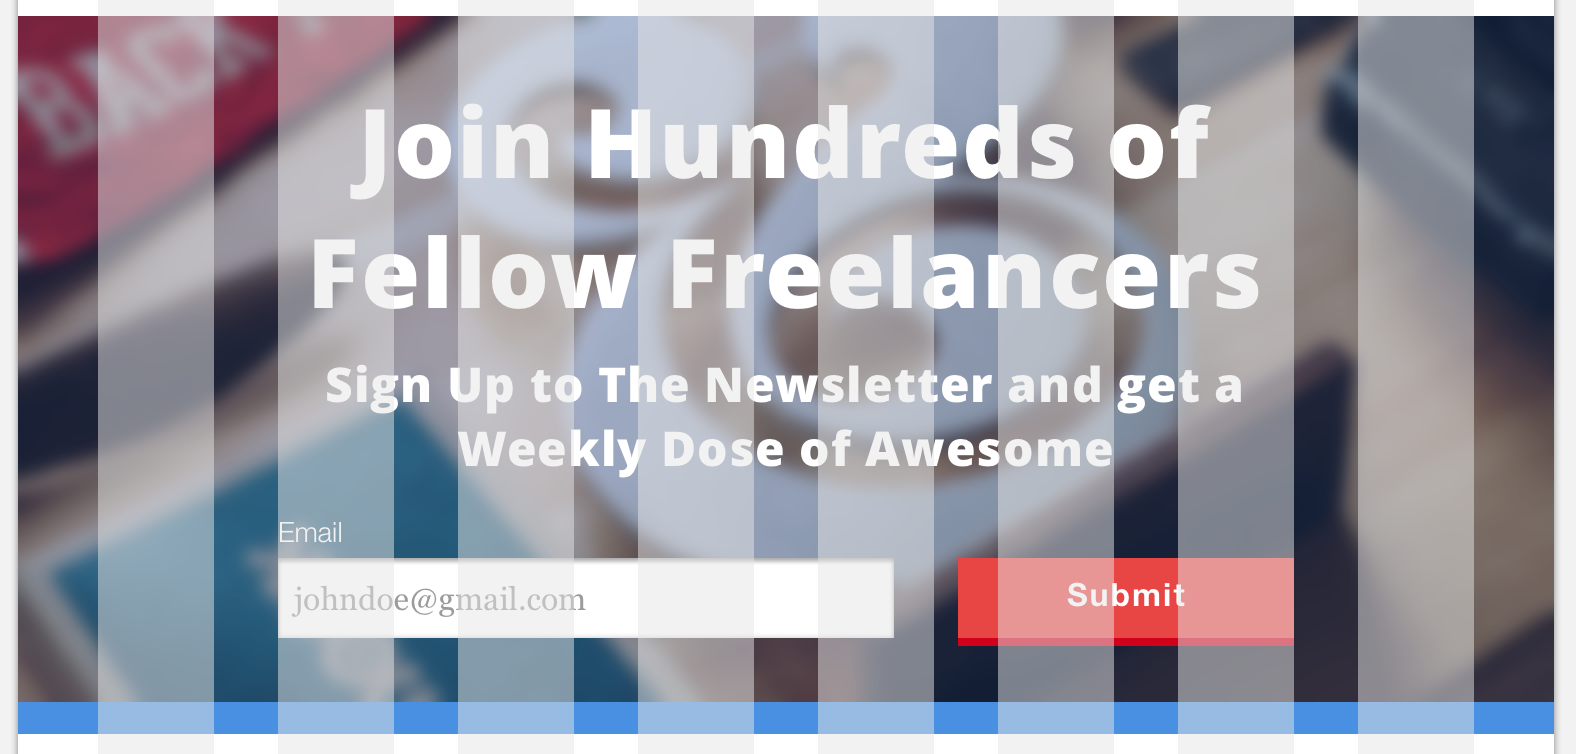 BACK
Join Hundreds of
Fellow Freelancers
Sign Up to The Newsletter and get a
Weekly Dose of Awesome
Email
johndoe@gmail.com
Submit